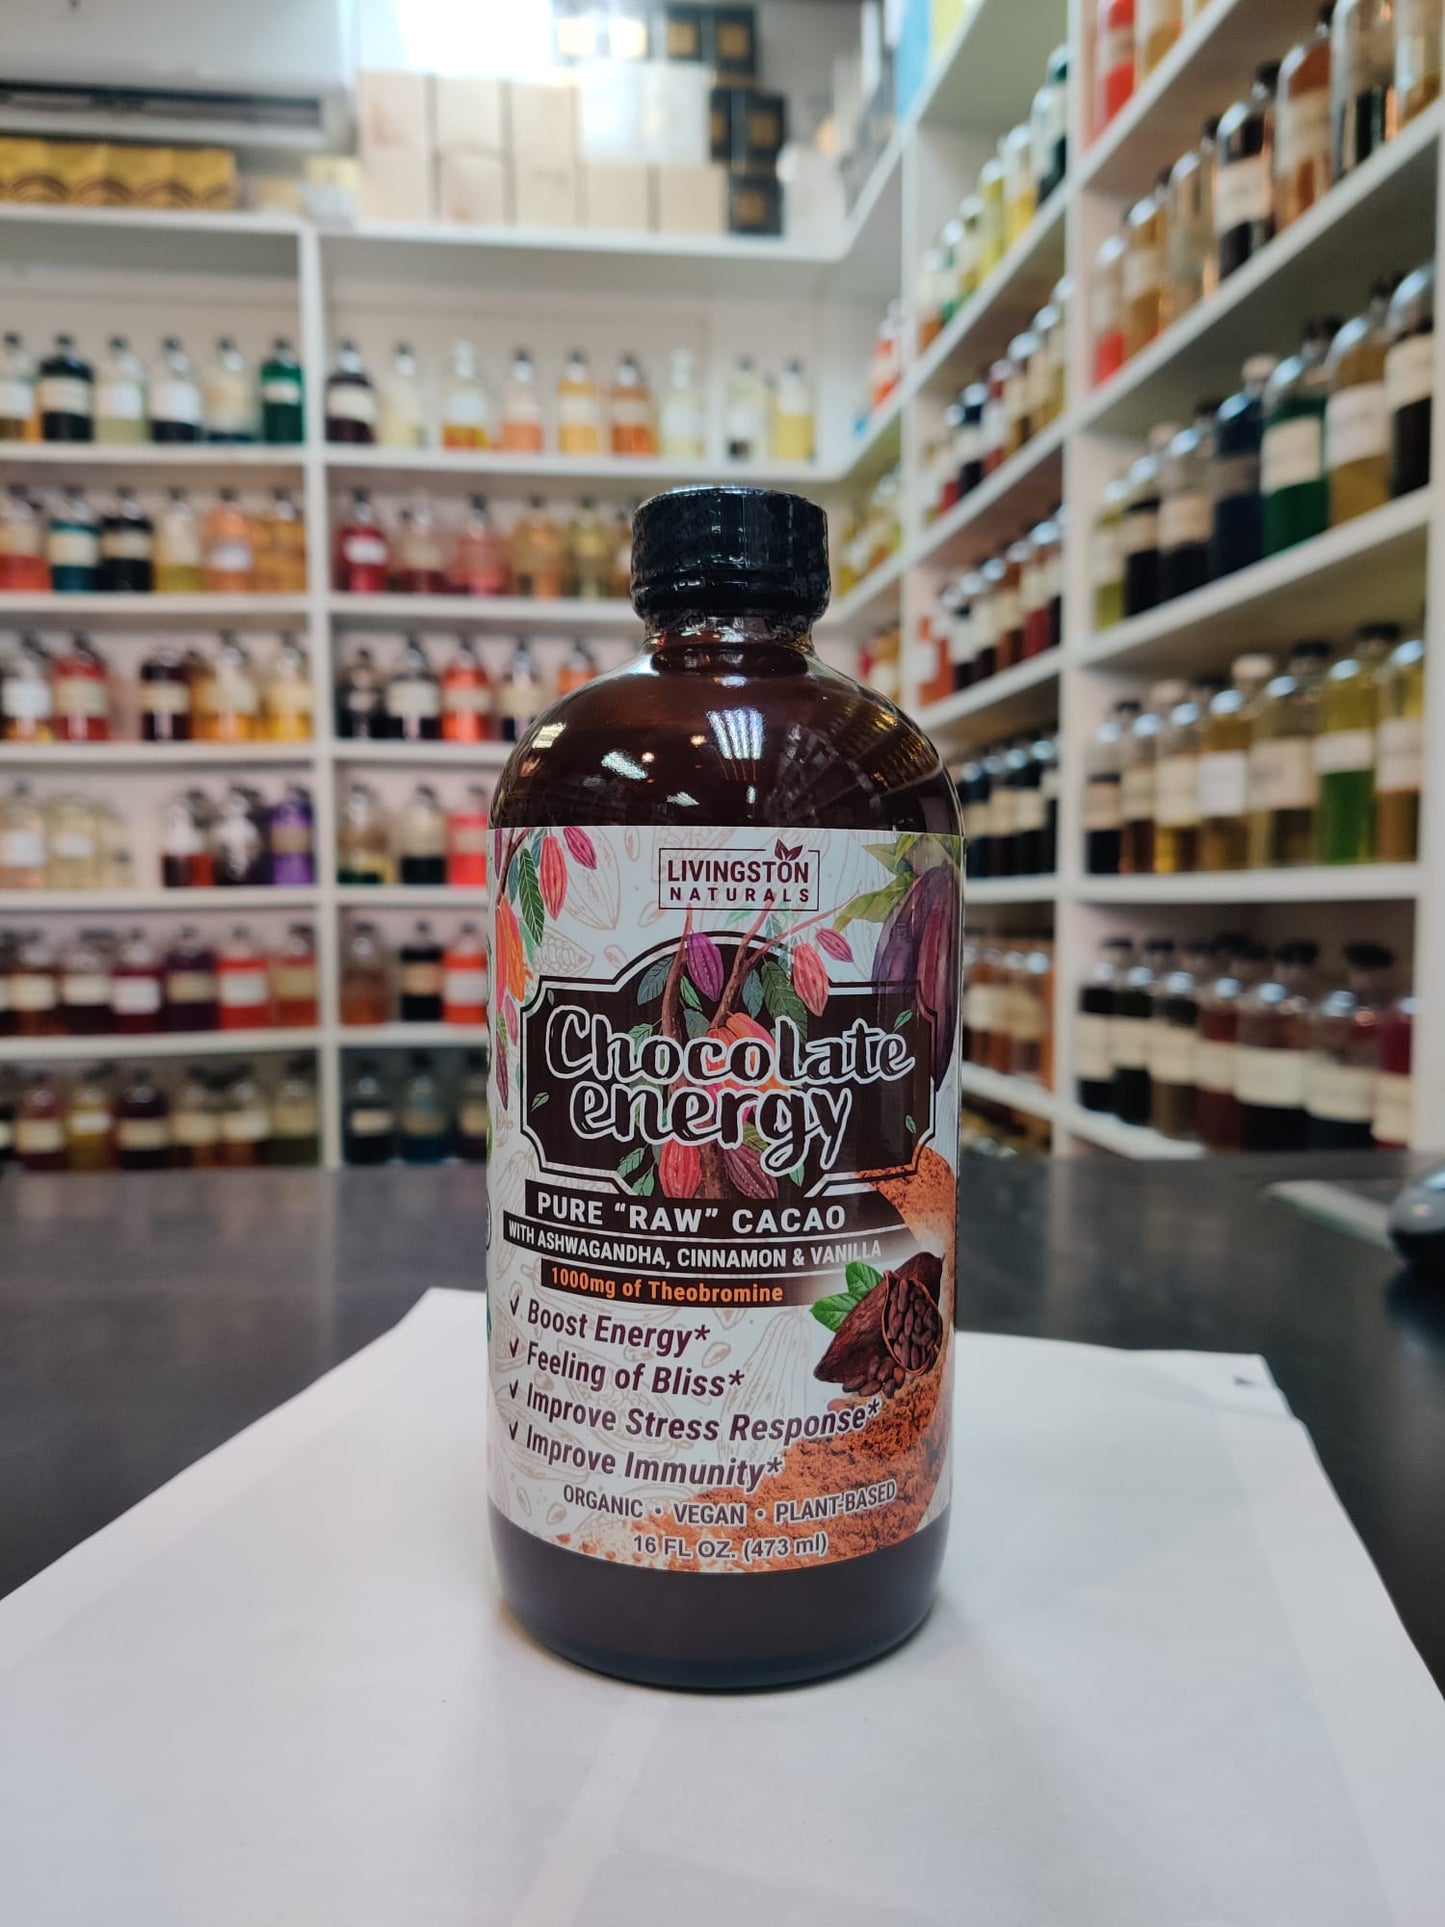 LIVINGSTON
NATURALS
Chocolate
energy
PURE “RAW” CACAO
WITH ASHWAGANDHA, CINNAMON & VANILLA
1000mg of Theobromine
✓ Boost Energy*
✓ Feeling of Bliss*
✓ Improve Stress Response*
✓ Improve Immunity*
ORGANIC • VEGAN • PLANT-BASED
16 FL OZ. (473 ml)